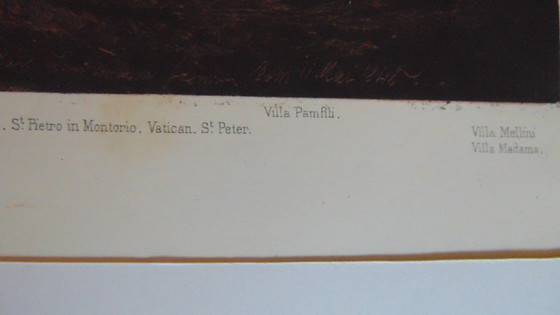 Villa Pamfili.
. St. Pietro in Montorio, Vatican. St. Peter.
Villa Mellini
Villa Madama.